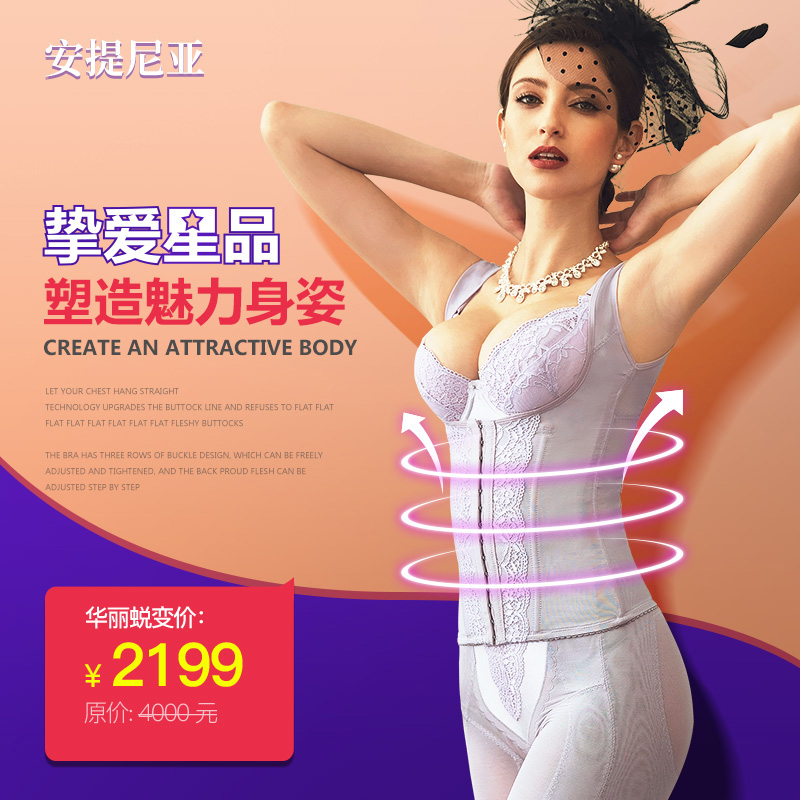 安提尼亚
挚爱星品
塑造魅力身姿
CREATE AN ATTRACTIVE BODY
LET YOUR CHEST HANG STRAIGHT
TECHNOLOGY UPGRADES THE BUTTOCK LINE AND REFUSES TO FLAT FLAT
FLAT FLAT FLAT FLAT FLAT FLAT FLESHY BUTTOCKS
THE BRA HAS THREE ROWS OF BUCKLE DESIGN, WHICH CAN BE FREELY
ADJUSTED AND TIGHTENED, AND THE BACK PROUD FLESH CAN BE
ADJUSTED STEP BY STEP
华丽蜕变价:
¥ 2199
原价: 4000 元